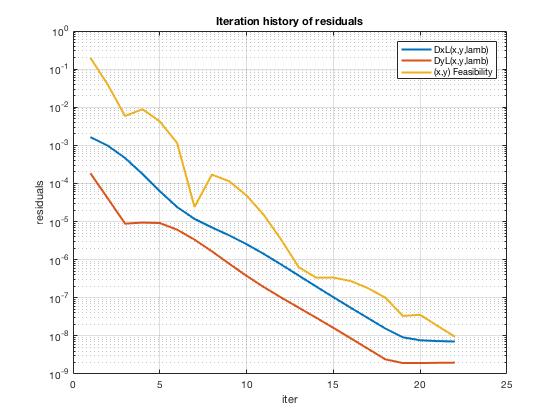 Iteration history of residuals
DxL(x,y,lamb)
DyL(x,y,lamb)
(x,y) Feasibility
residuals
10^0
10^-1
10^-2
10^-3
10^-4
10^-5
10^-6
10^-7
10^-8
10^-9
0 5 10 15 20 25
iter